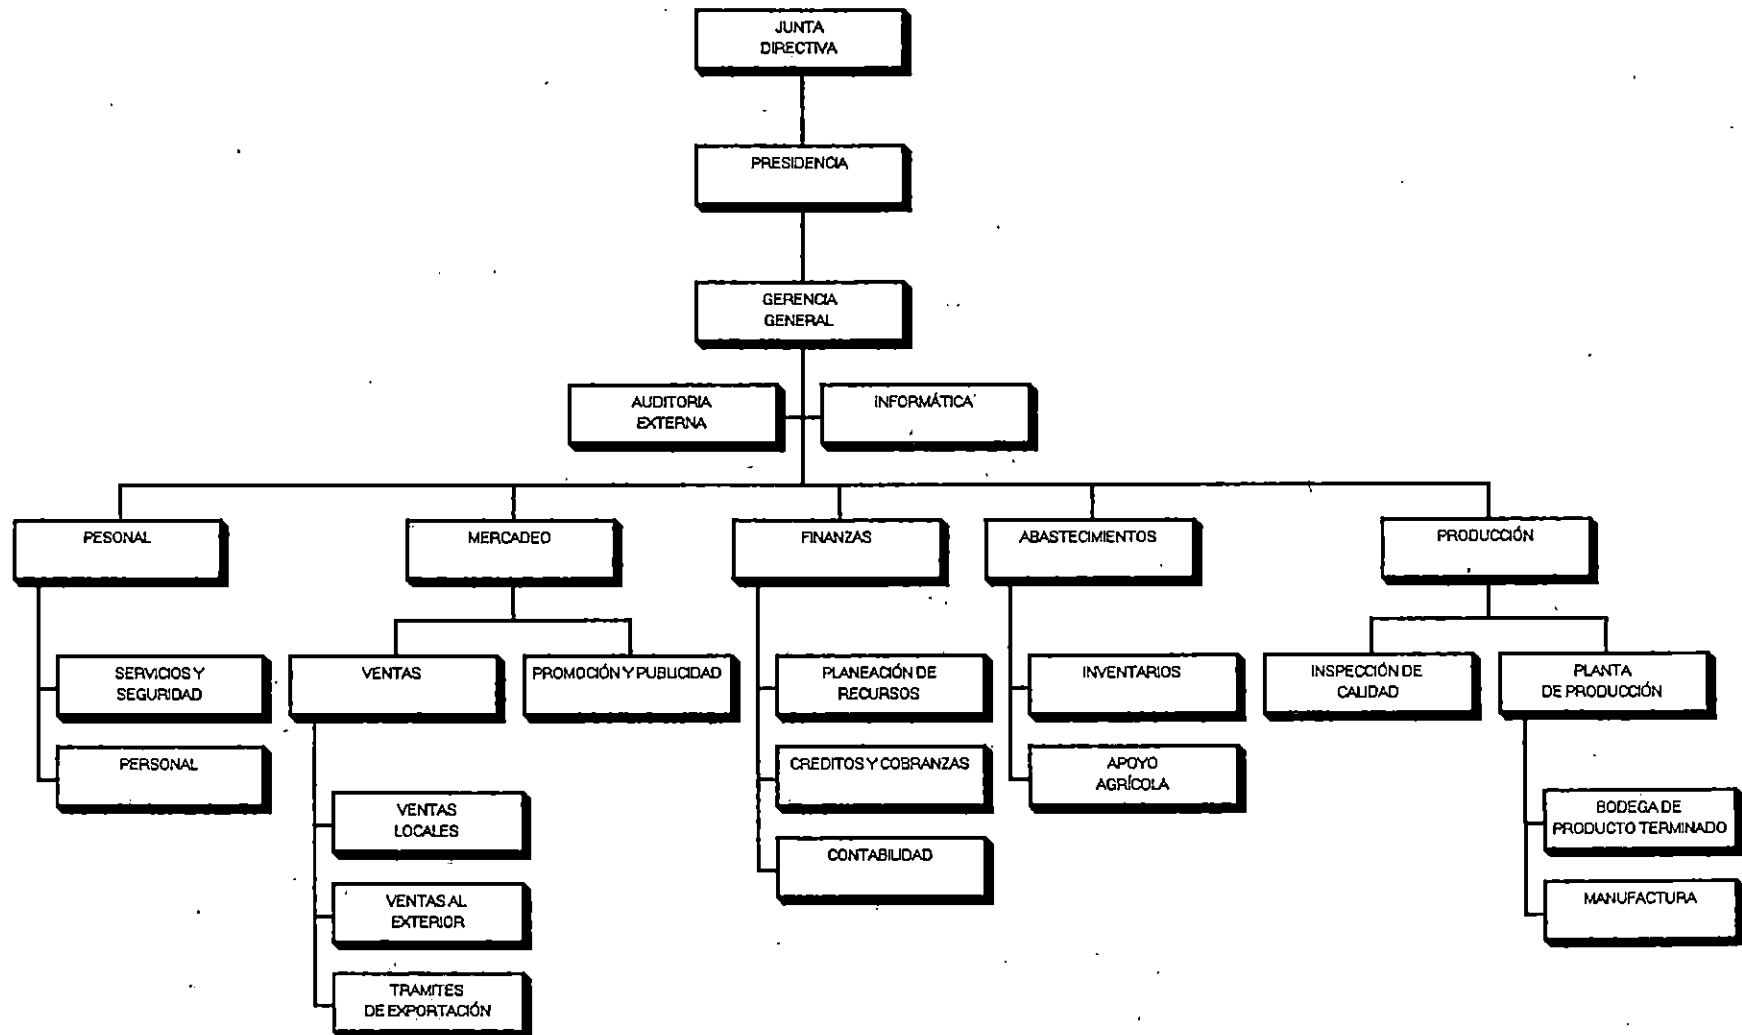 JUNTA
DIRECTIVA
PRESIDENCIA
GERENCIA
GENERAL
AUDITORIA
EXTERNA
INFORMÁTICA
PESONAL
MERCADEO
FINANZAS
ABASTECIMIENTOS
PRODUCCIÓN
SERVICIOS Y
SEGURIDAD
PERSONAL
VENTAS
PROMOCIÓN Y PUBLICIDAD
VENTAS
LOCALES
VENTAS AL
EXTERIOR
TRAMITES
DE EXPORTACIÓN
PLANEACIÓN DE
RECURSOS
CREDITOS Y COBRANZAS
CONTABILIDAD
INVENTARIOS
APOYO
AGRÍCOLA
INSPECCIÓN DE
CALIDAD
PLANTA
DE PRODUCCIÓN
BODEGA DE
PRODUCTO TERMINADO
MANUFACTURA